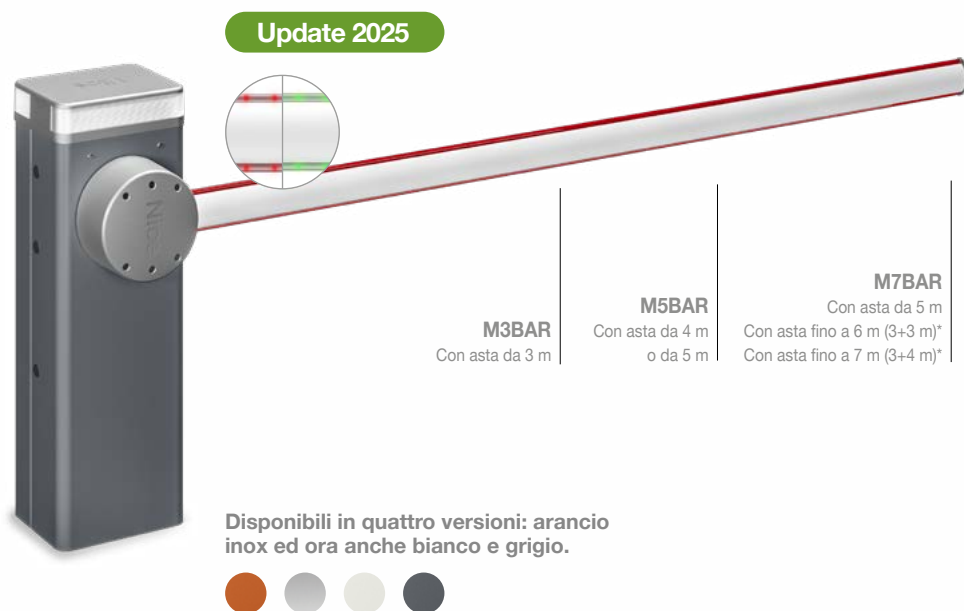 Update 2025
Nice
M3BAR
Con asta da 3 m
M5BAR
Con asta da 4 m
o da 5 m
M7BAR
Con asta da 5 m
Con asta fino a 6 m (3+3 m)*
Con asta fino a 7 m (3+4 m)*
Disponibili in quattro versioni: arancio
inox ed ora anche bianco e grigio.